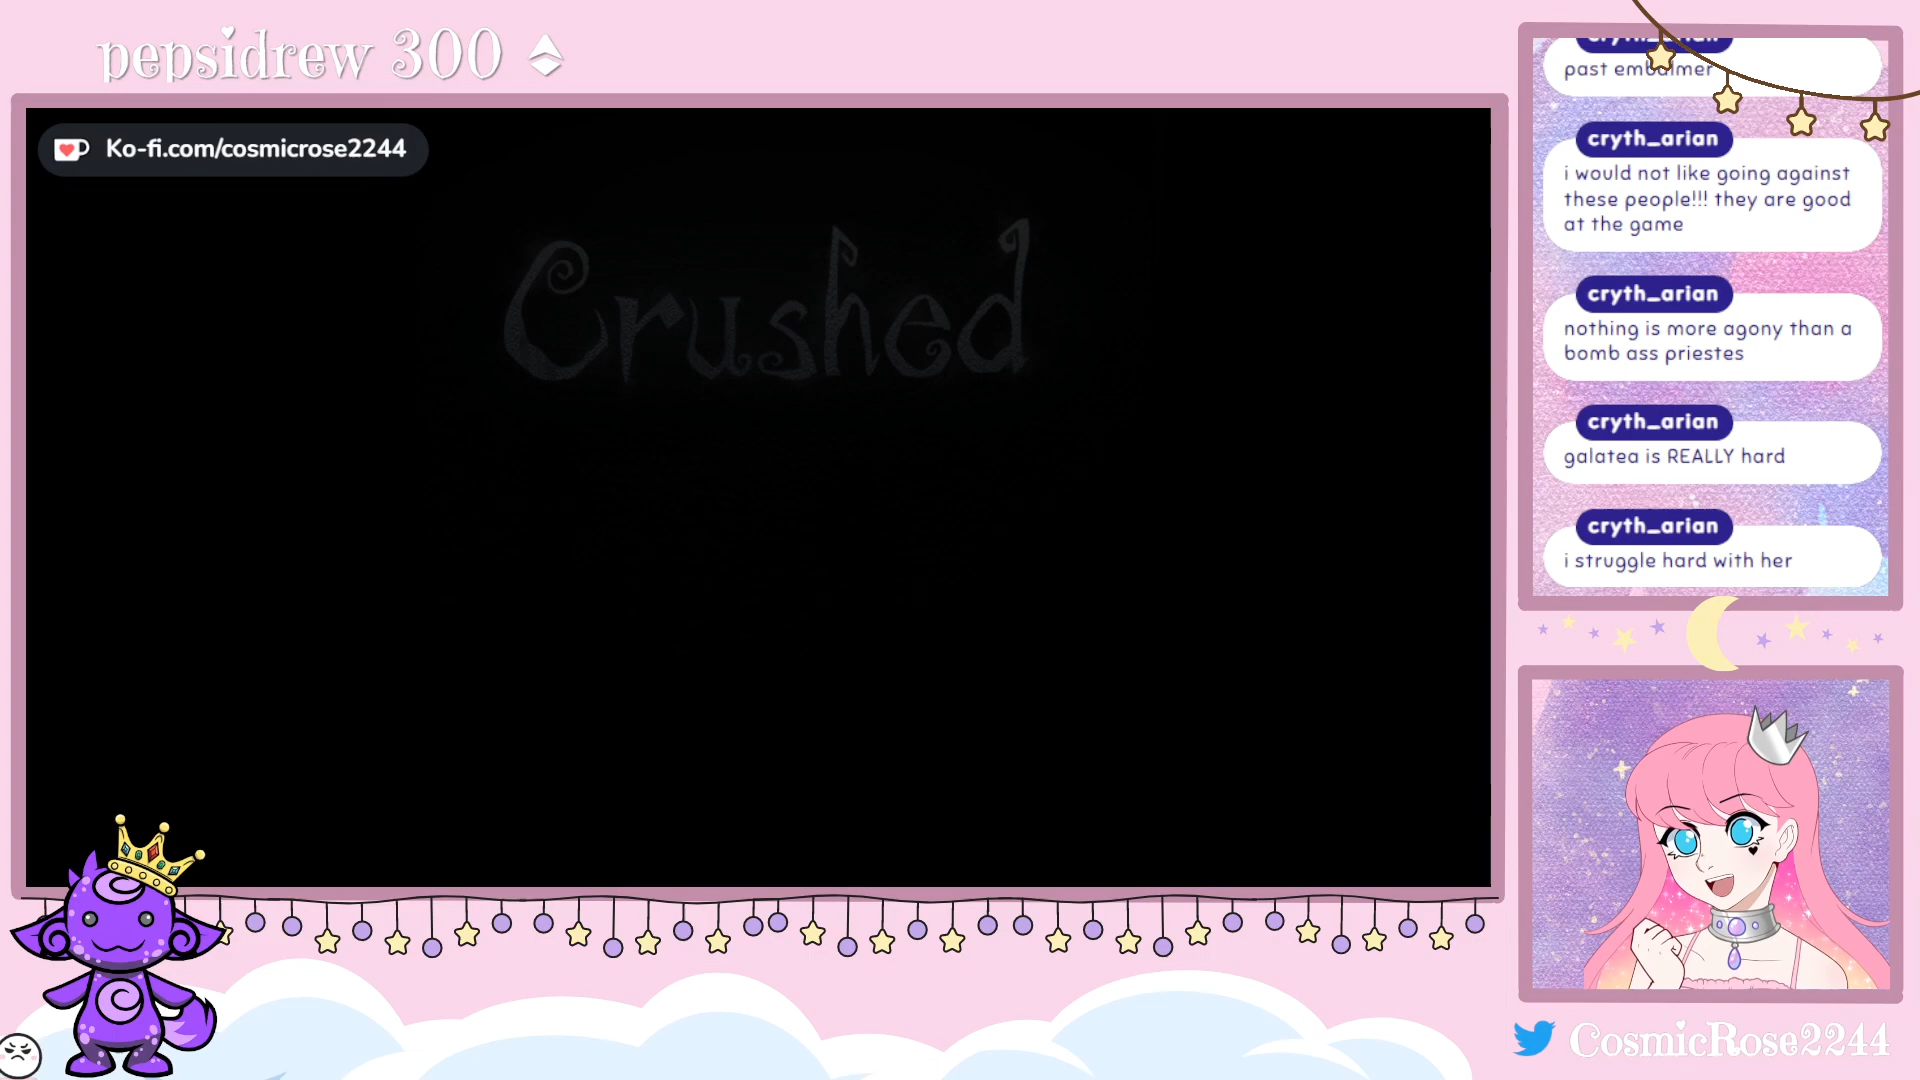 pepsidrew 300
Ko-fi.com/cosmicrose2244
Crushed
cryth_arian
past embalmer
cryth_arian
i would not like going against
these people!!! they are good
at the game
cryth_arian
nothing is more agony than a
bomb ass priestes
cryth_arian
galatea is REALLY hard
cryth_arian
i struggle hard with her
CosmicRose2244